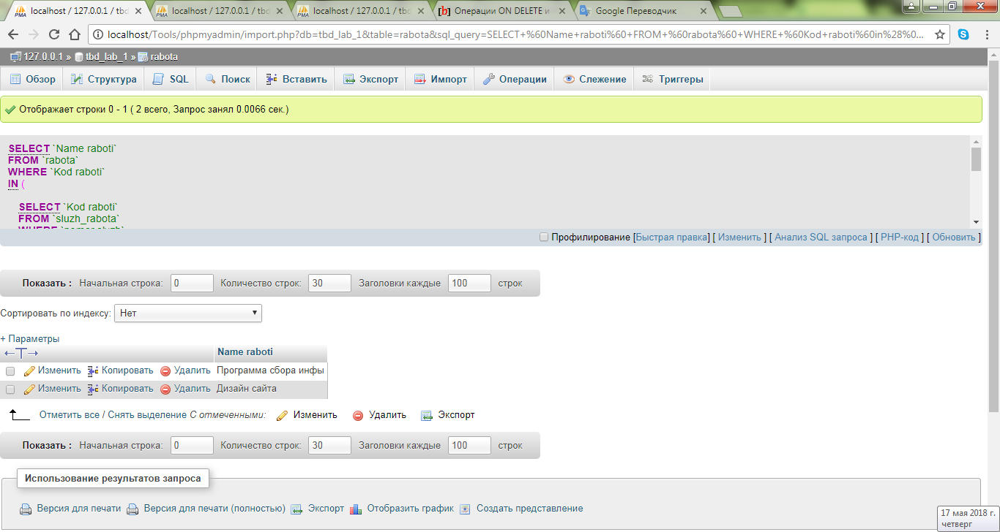 localhost / 127.0.0.1 / tbd
localhost / 127.0.0.1 / tbd
localhost / 127.0.0.1 / tbd
[b] Операции ON DELETE и
Google Переводчик
localhost/Tools/phpmyadmin/import.php?db=tbd_lab_1&table=rabota&sql_query=SELECT+%60Name+raboti%60+FROM+%60rabota%60+WHERE+%60Kod+raboti%60in%28%0...
127.0.0.1 » tbd_lab_1 » rabota
Обзор Структура SQL Поиск Вставить Экспорт Импорт Операции Слежение Триггеры
Отображает строки 0 - 1 ( 2 всего, Запрос занял 0.0066 сек.)
SELECT `Name raboti`
FROM `rabota`
WHERE `Kod raboti`
IN (
SELECT `Kod raboti`
FROM `sluzh_rabota`
Профилирование [Быстрая правка] [ Изменить ] [ Анализ SQL запроса ] [ PHP-код ] [ Обновить ]
Показать : Начальная строка: 0 Количество строк: 30 Заголовки каждые 100 строк
Сортировать по индексу: Нет
+ Параметры
←T→ Name raboti
Изменить Копировать Удалить Программа сбора инфы
Изменить Копировать Удалить Дизайн сайта
Отметить все / Снять выделение С отмеченными: Изменить Удалить Экспорт
Показать : Начальная строка: 0 Количество строк: 30 Заголовки каждые 100 строк
Использование результатов запроса
Версия для печати Версия для печати (полностью) Экспорт Отобразить график Создать представление
17 мая 2018 г.
четверг